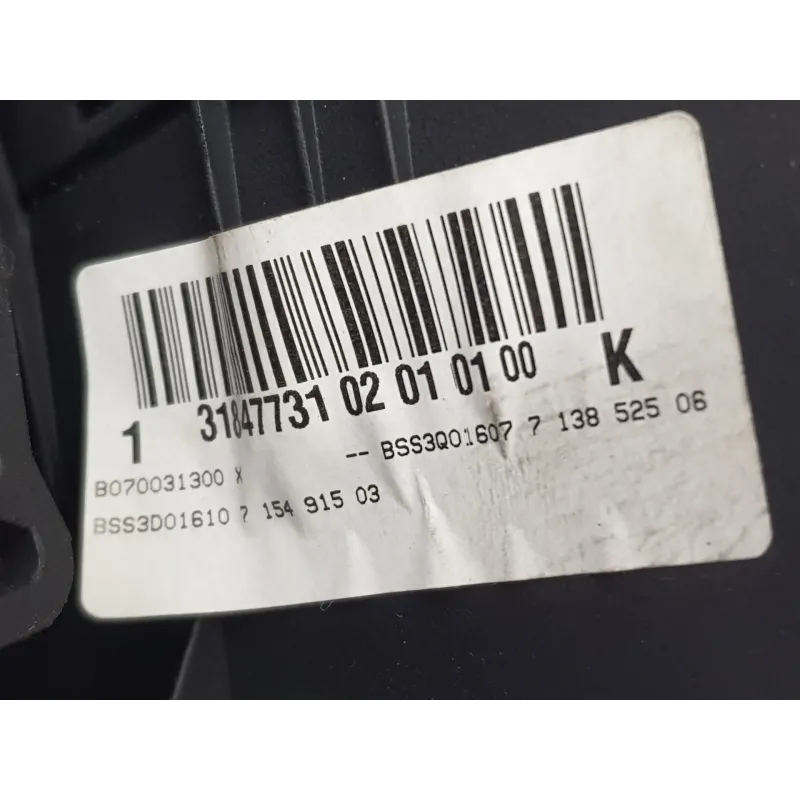 1 31847731 02 01 01 00 K
-- BSS3Q01607 7 138 525 06
B070031300 X
BSS3D01610 7 154 915 03